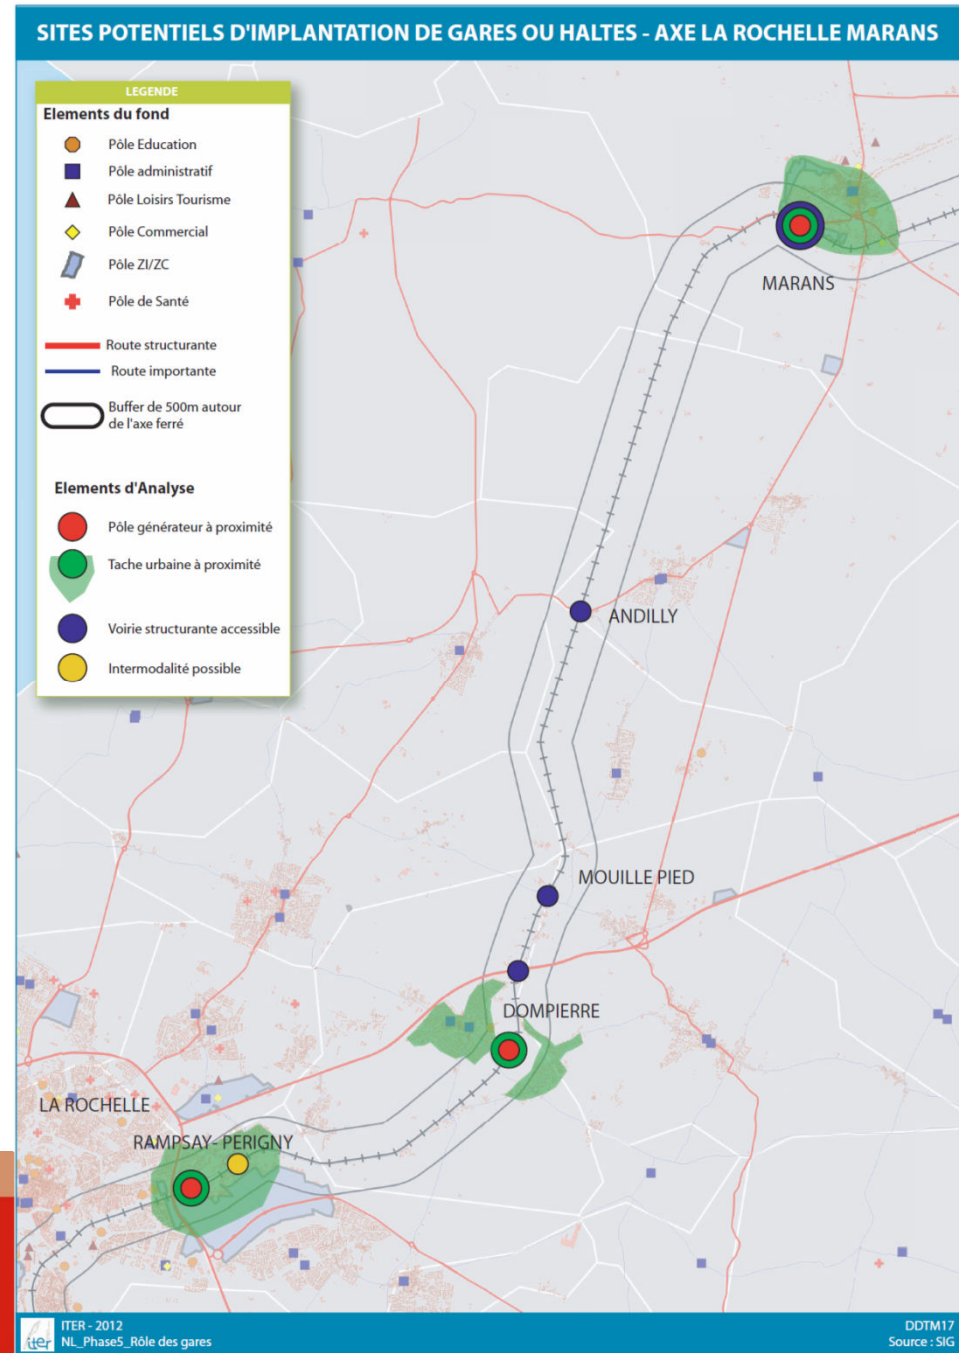 SITES POTENTIELS D'IMPLANTATION DE GARES OU HALTES - AXE LA ROCHELLE MARANS
LEGENDE
Elements du fond
Pôle Education
Pôle administratif
Pôle Loisirs Tourisme
Pôle Commercial
Pôle ZI/ZC
Pôle de Santé
Route structurante
Route importante
Buffer de 500m autour
de l'axe ferré
Elements d'Analyse
Pôle générateur à proximité
Tache urbaine à proximité
Voirie structurante accessible
Intermodalité possible
MARANS
ANDILLY
MOUILLE PIED
DOMPIERRE
LA ROCHELLE
RAMPSAY- PERIGNY
iter
ITER - 2012
NL_Phase5_Rôle des gares
DDTM17
Source : SIG